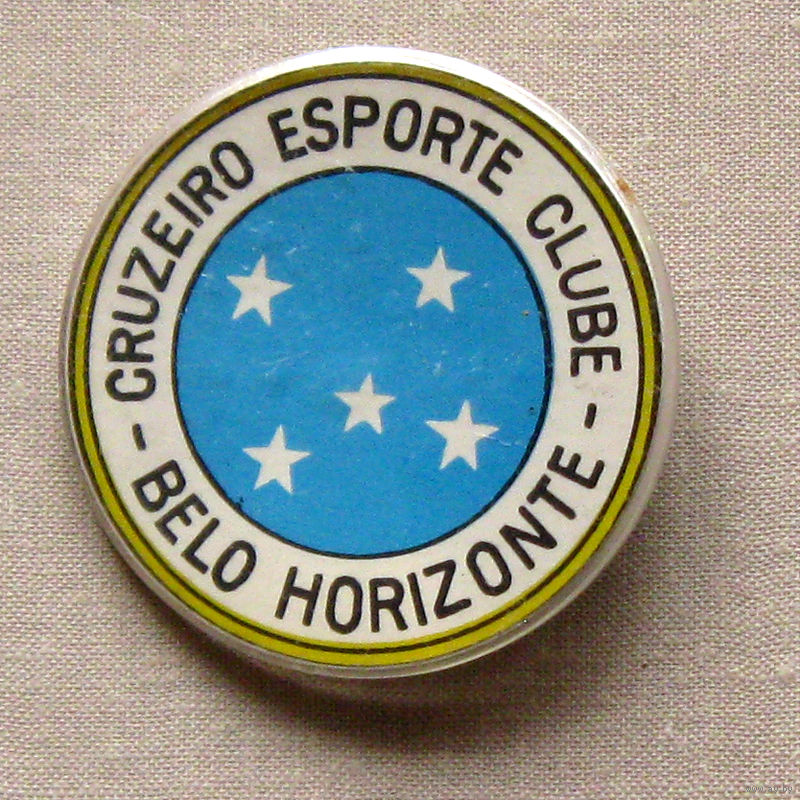 CRUZEIRO ESPORTE CLUBE
- BELO HORIZONTE -